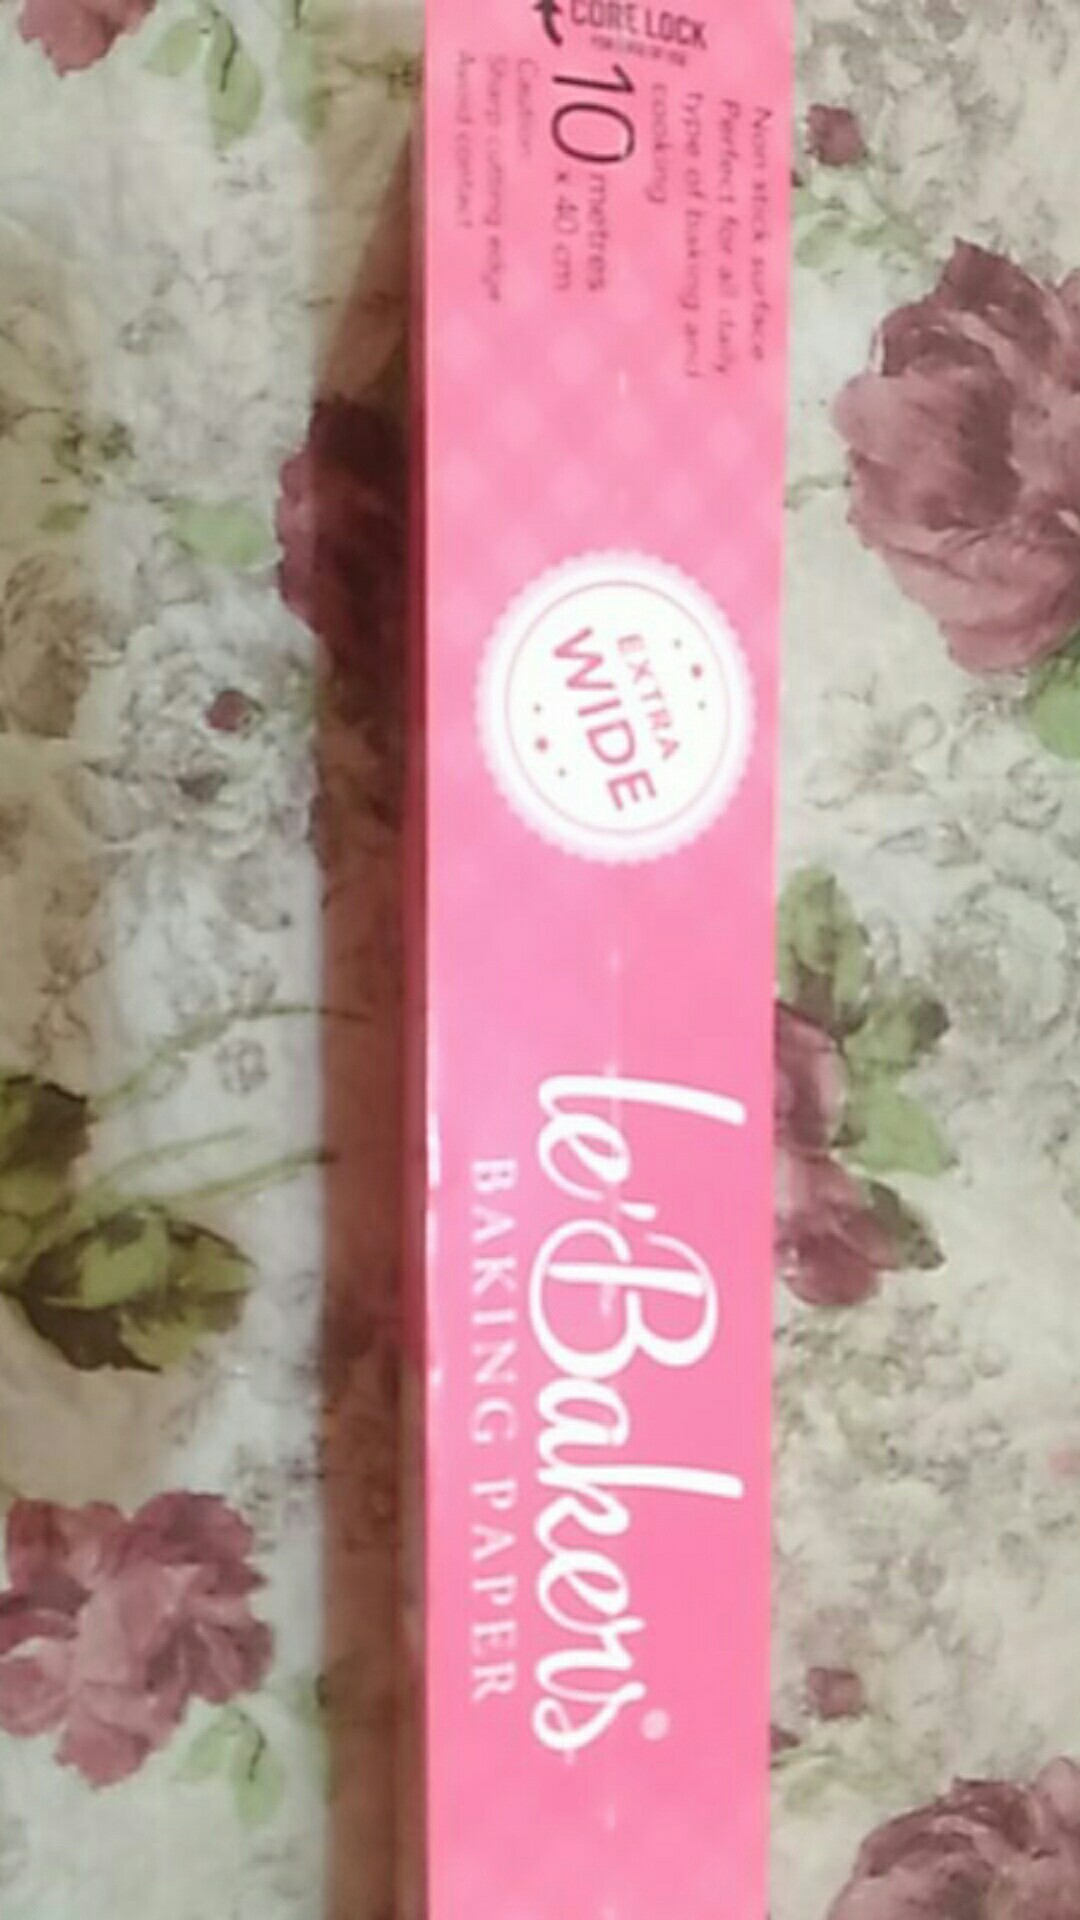 le'Bakers®
BAKING PAPER
EXTRA
WIDE
CORE LOCK
10 metres
x 40 cm
Caution:
Sharp cutting edge
Avoid contact
Non stick surface
Perfect for all daily
Type of baking and
cooking